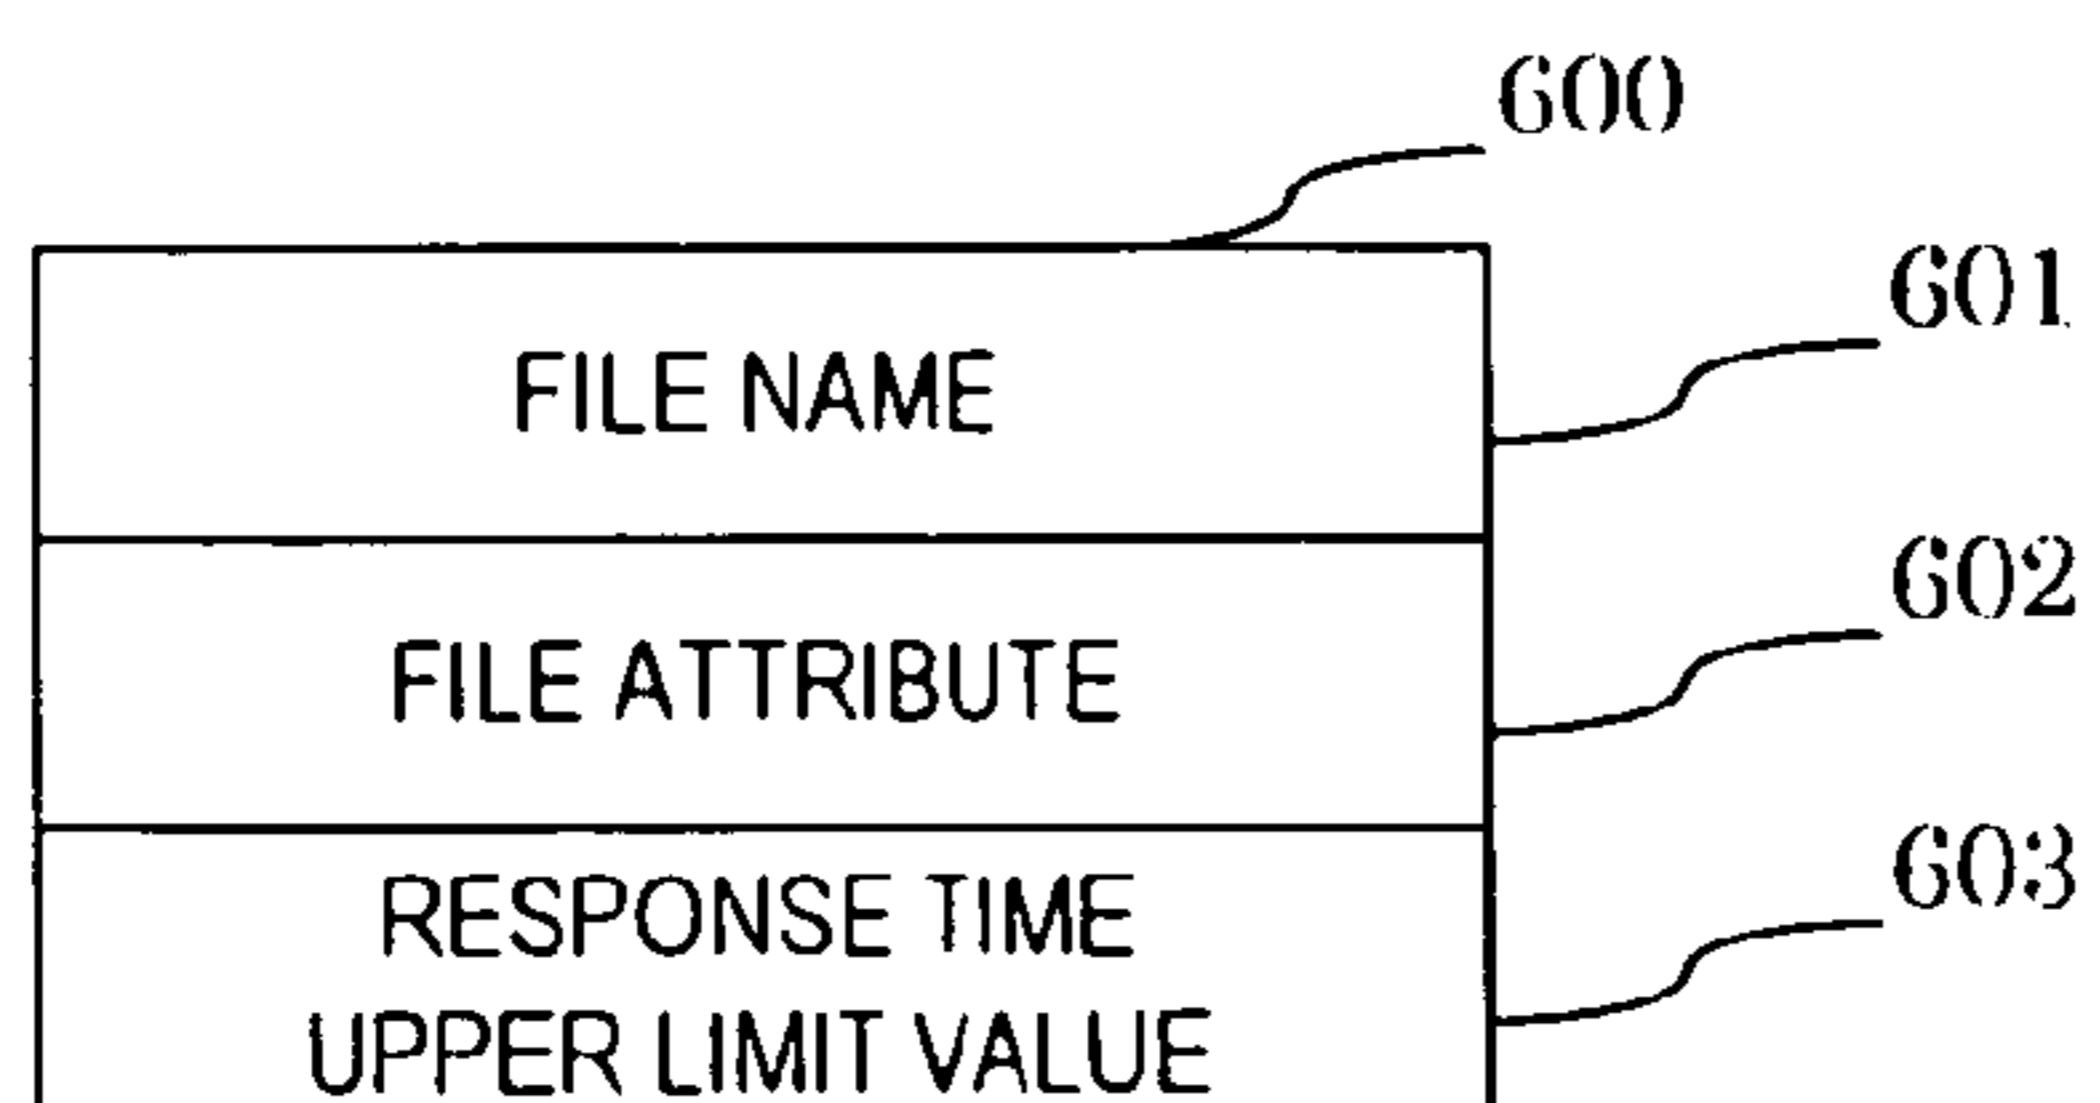 600
601
FILE NAME
602
FILE ATTRIBUTE
603
RESPONSE TIME
UPPER LIMIT VALUE